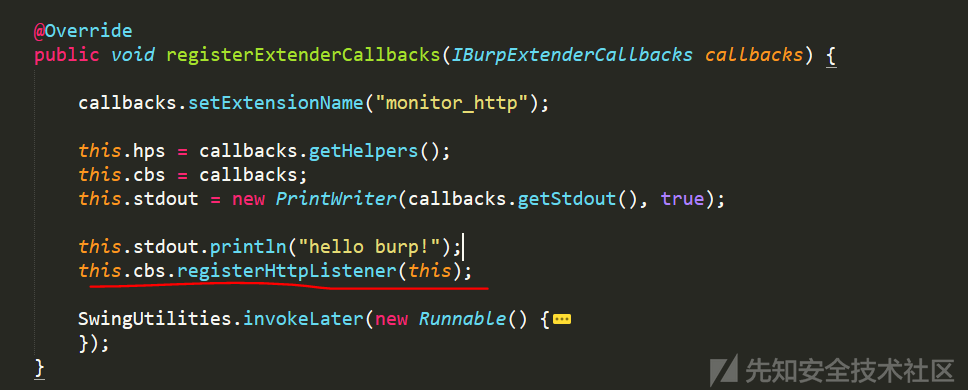 @Override
public void registerExtenderCallbacks(IBurpExtenderCallbacks callbacks) {
callbacks.setExtensionName("monitor_http");
this.hps = callbacks.getHelpers();
this.cbs = callbacks;
this.stdout = new PrintWriter(callbacks.getStdout(), true);
this.stdout.println("hello burp!");
this.cbs.registerHttpListener(this);
SwingUtilities.invokeLater(new Runnable() {
});
}
先知安全技术社区